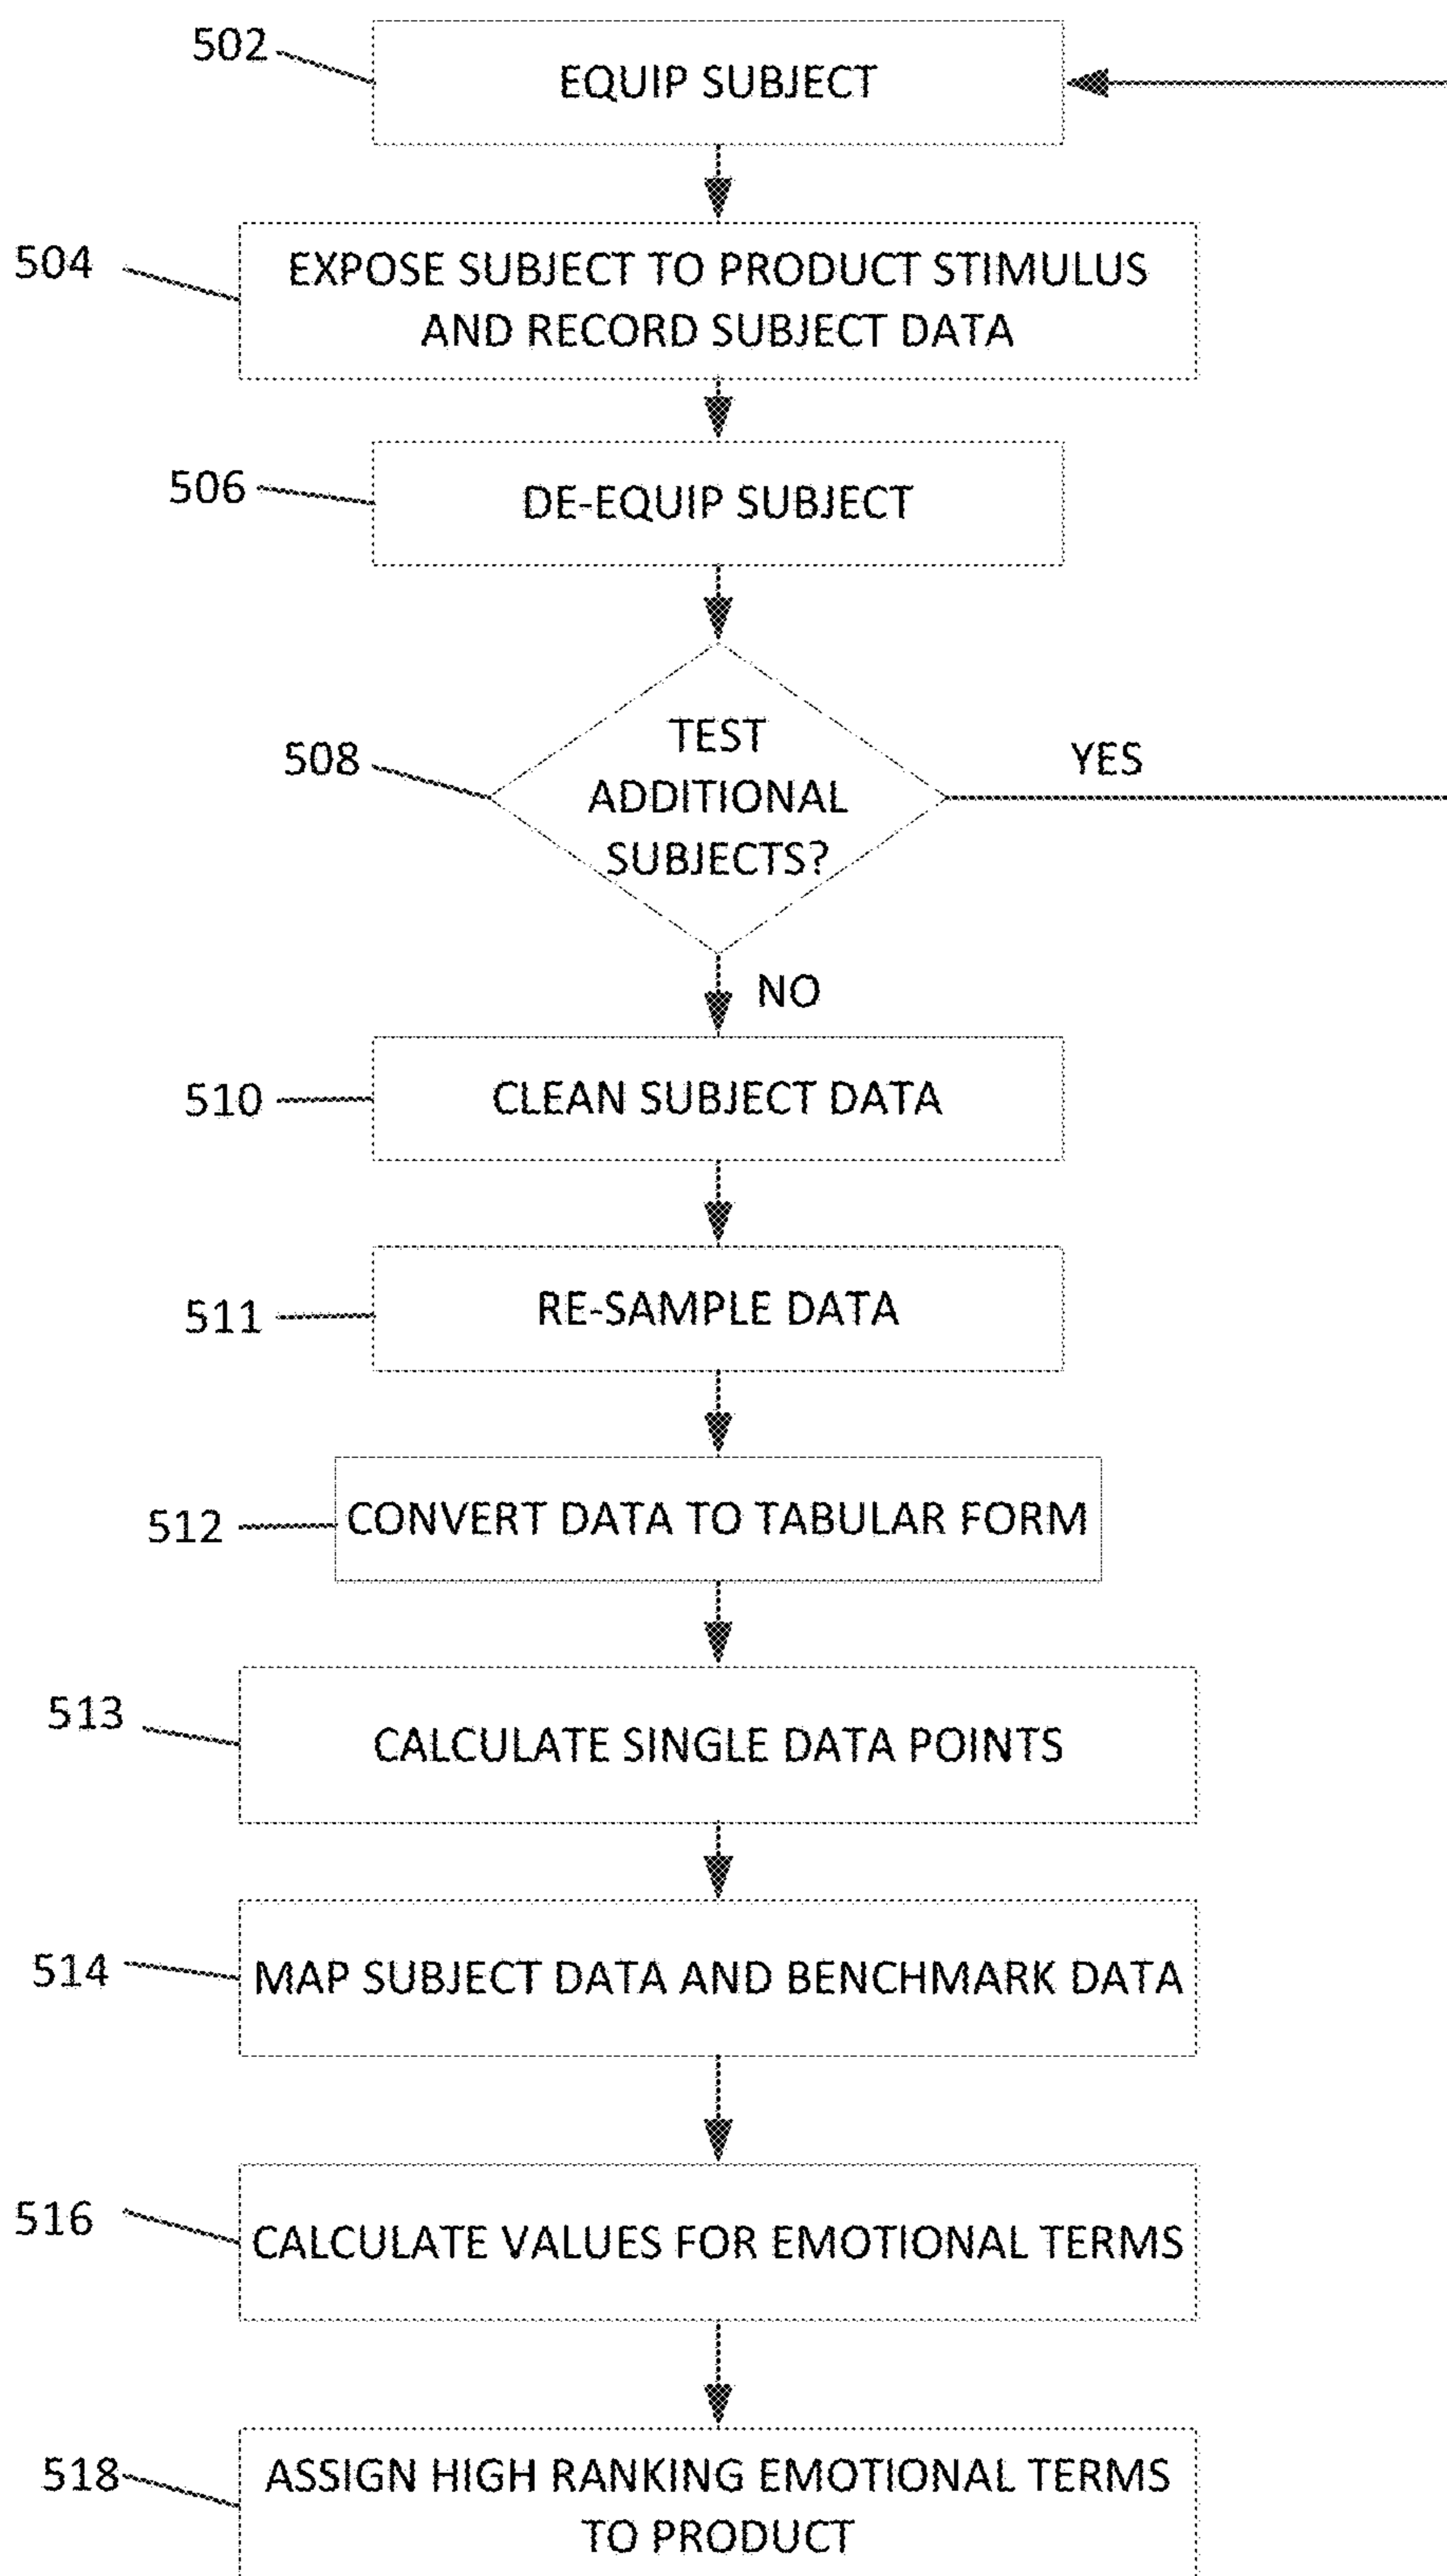 502
EQUIP SUBJECT
504
EXPOSE SUBJECT TO PRODUCT STIMULUS
AND RECORD SUBJECT DATA
506
DE-EQUIP SUBJECT
508
TEST
ADDITIONAL
SUBJECTS?
YES
NO
510
CLEAN SUBJECT DATA
511
RE-SAMPLE DATA
512
CONVERT DATA TO TABULAR FORM
513
CALCULATE SINGLE DATA POINTS
514
MAP SUBJECT DATA AND BENCHMARK DATA
516
CALCULATE VALUES FOR EMOTIONAL TERMS
518
ASSIGN HIGH RANKING EMOTIONAL TERMS
TO PRODUCT